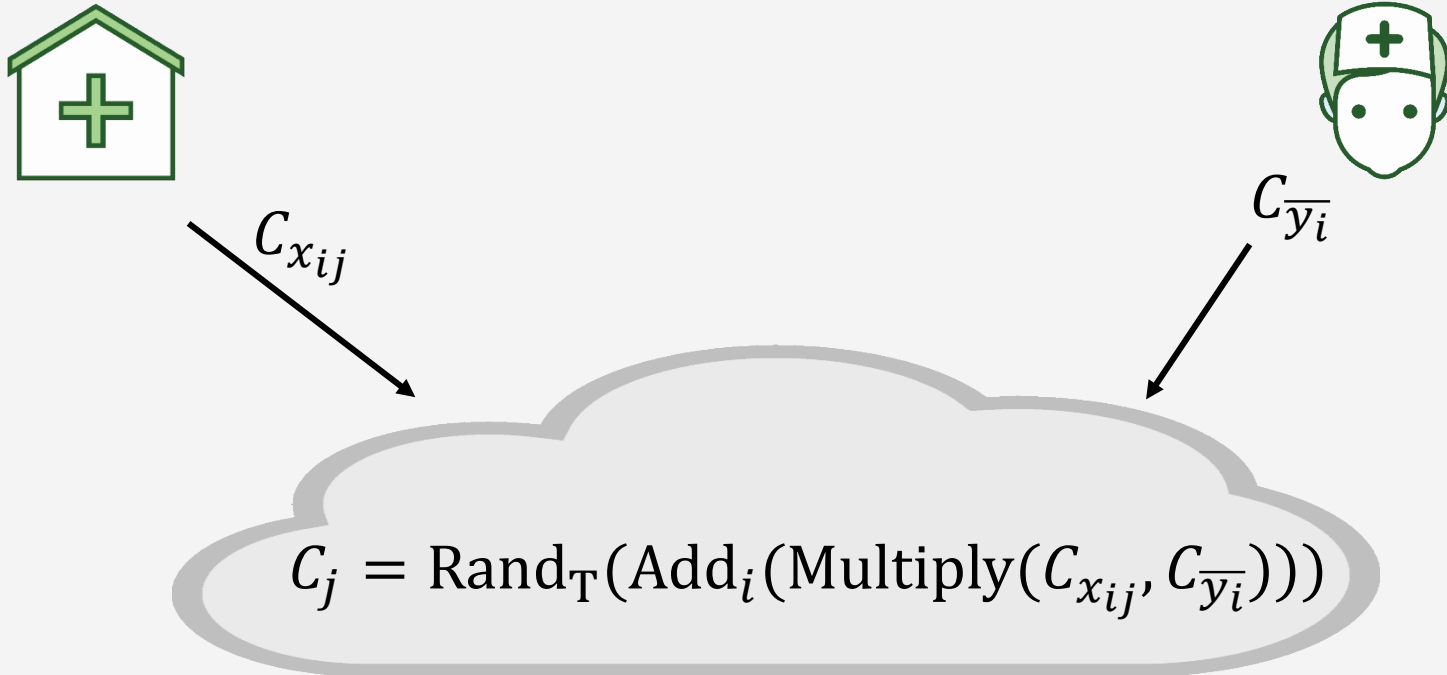 $C_{x_{ij}}$
$C_{\overline{y_i}}$
$C_j = \mathrm{Rand_T}(\mathrm{Add}_i(\mathrm{Multiply}(C_{x_{ij}}, C_{\overline{y_i}})))$